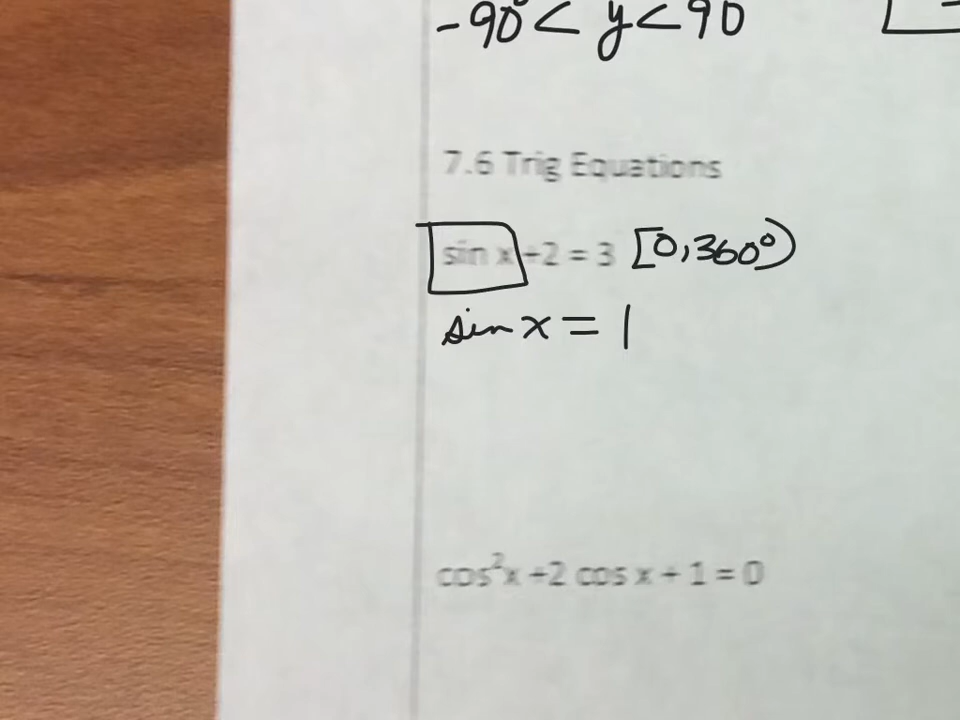 -90° < y < 90
7.6 Trig Equations
sin x +2 = 3 [0,360°)
sin x = 1
cos²x +2 cos x + 1 = 0